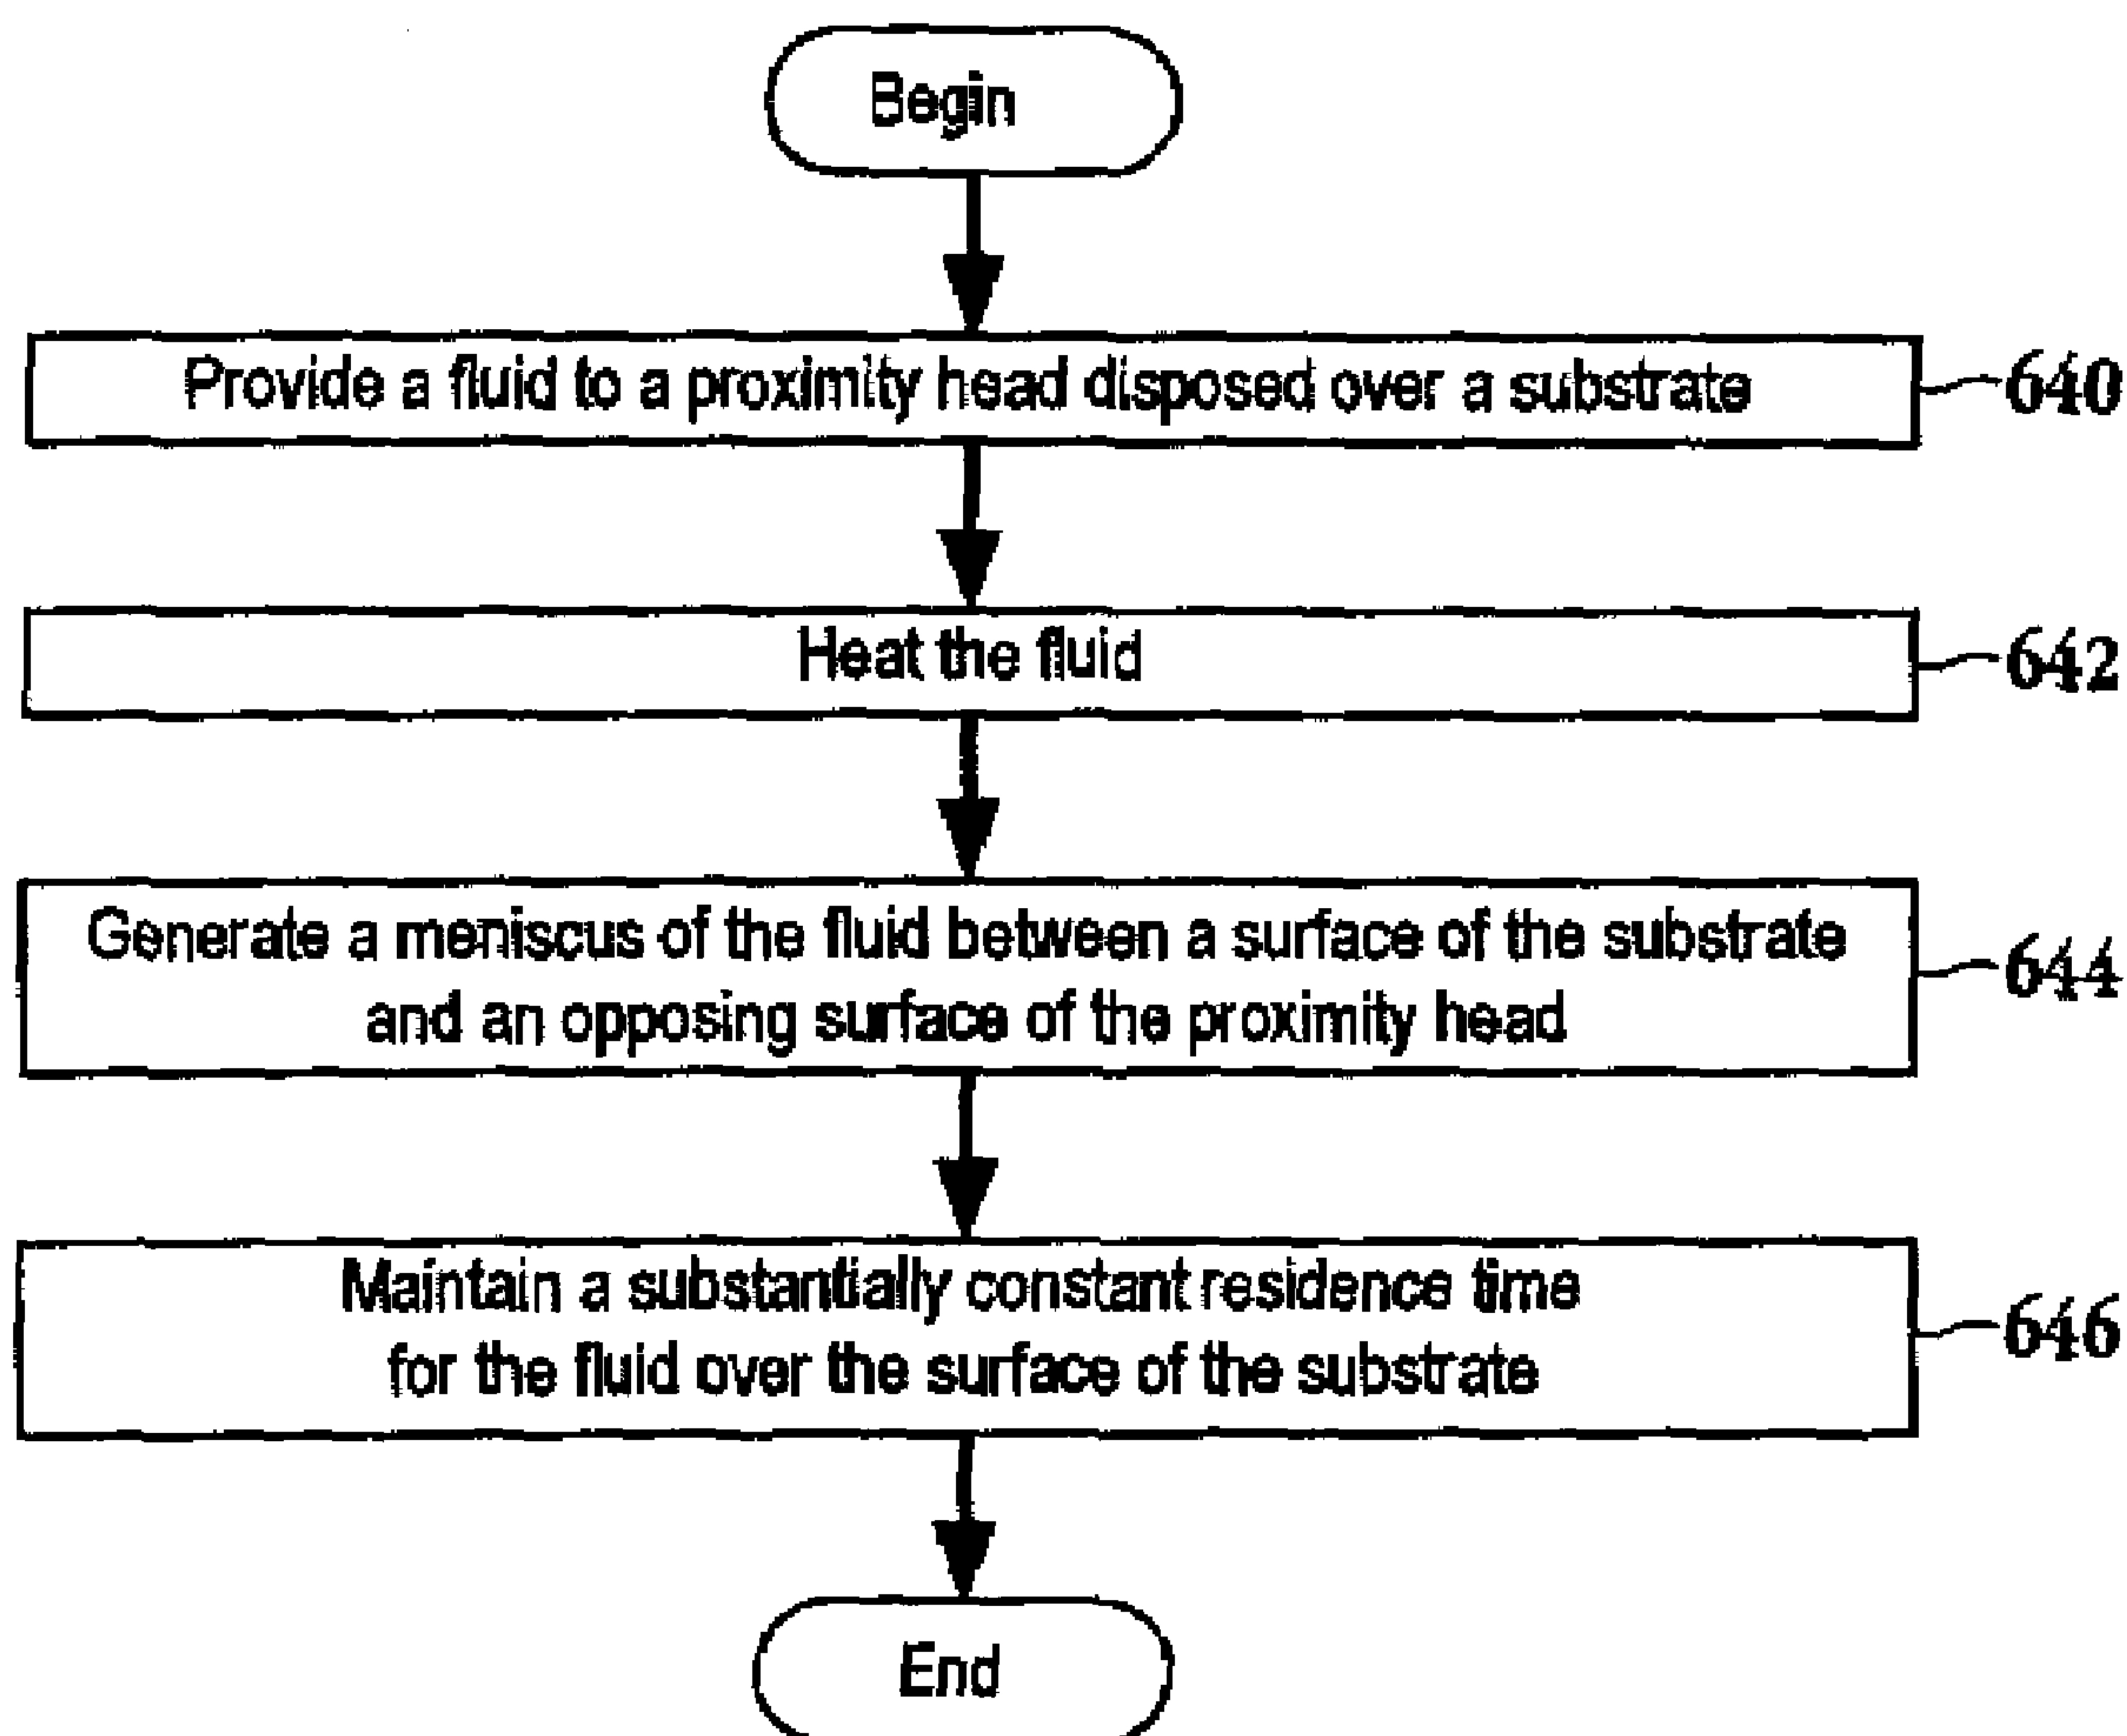 Begin
Provide a fluid to a proximity head disposed over a substrate
640
Heat the fluid
642
Generate a meniscus of the fluid between a surface of the substrate
and an opposing surface of the proximity head
644
Maintain a substantially constant residence time
for the fluid over the surface of the substrate
646
End